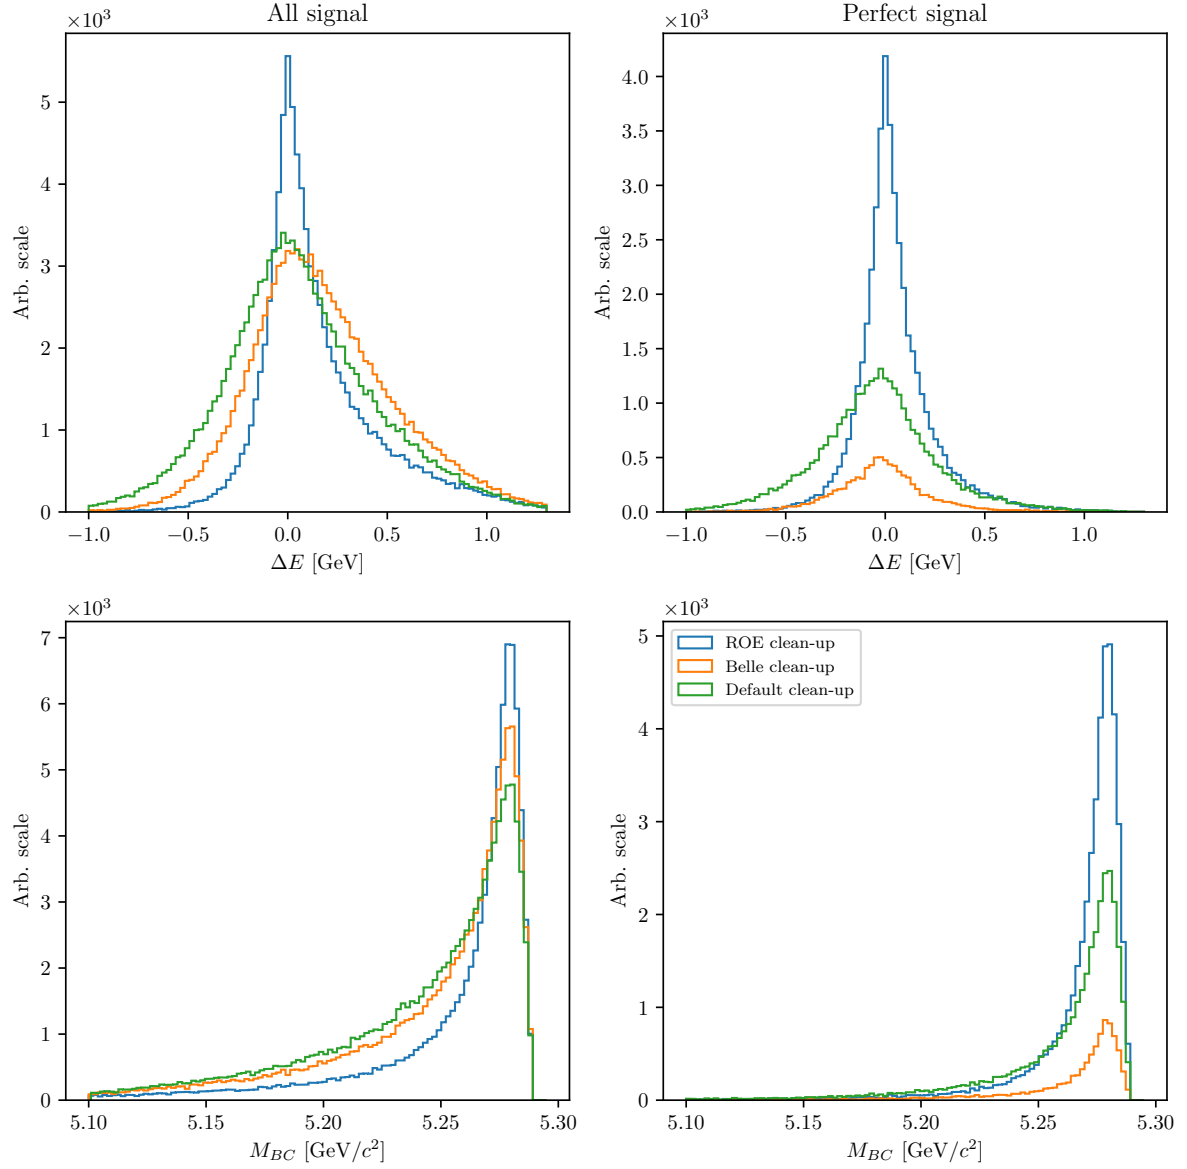 All signal
×10³
5
4
3
2
1
0
Arb. scale
−1.0 −0.5 0.0 0.5 1.0
ΔE [GeV]
Perfect signal
×10³
4.0
3.5
3.0
2.5
2.0
1.5
1.0
0.5
0.0
Arb. scale
−1.0 −0.5 0.0 0.5 1.0
ΔE [GeV]
×10³
7
6
5
4
3
2
1
0
Arb. scale
5.10 5.15 5.20 5.25 5.30
M_BC [GeV/c²]
×10³
ROE clean-up
Belle clean-up
Default clean-up
5
4
3
2
1
0
Arb. scale
5.10 5.15 5.20 5.25 5.30
M_BC [GeV/c²]